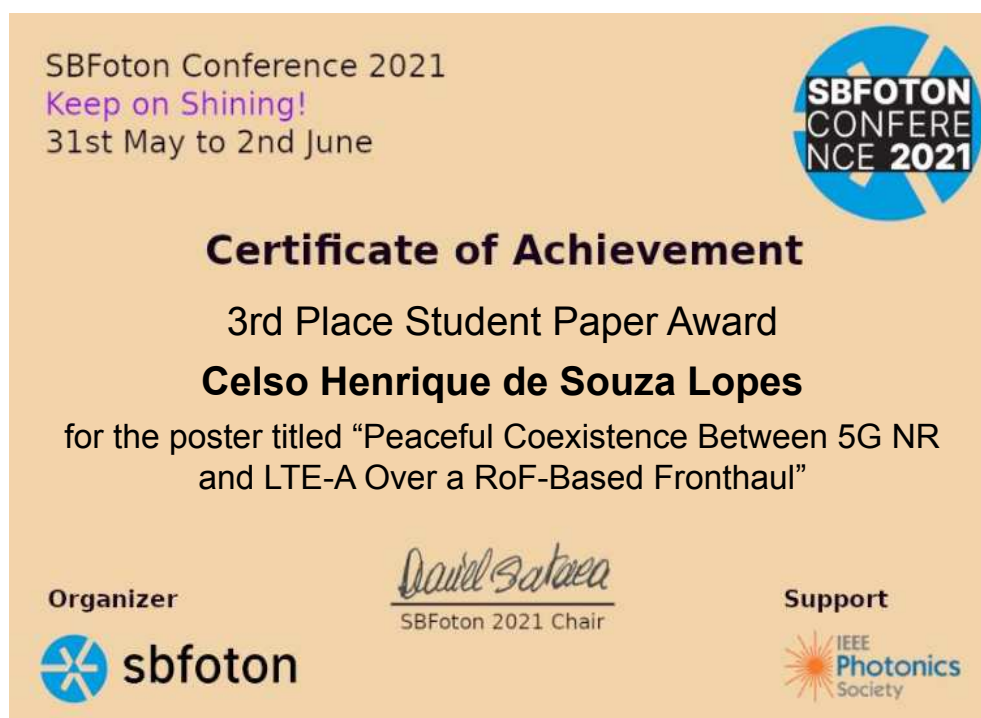 SBFoton Conference 2021
Keep on Shining!
31st May to 2nd June
SBFOTON
CONFERE
NCE 2021
Certificate of Achievement
3rd Place Student Paper Award
Celso Henrique de Souza Lopes
for the poster titled “Peaceful Coexistence Between 5G NR
and LTE-A Over a RoF-Based Fronthaul”
SBFoton 2021 Chair
Organizer
sbfoton
Support
IEEE
Photonics
Society